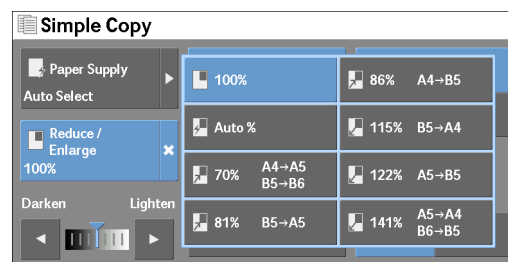 Simple Copy
Paper Supply
Auto Select
Reduce /
Enlarge
100%
Darken Lighten
100%
86% A4→B5
Auto %
115% B5→A4
70% A4→A5
B5→B6
122% A5→B5
81% B5→A5
141% A5→A4
B6→B5